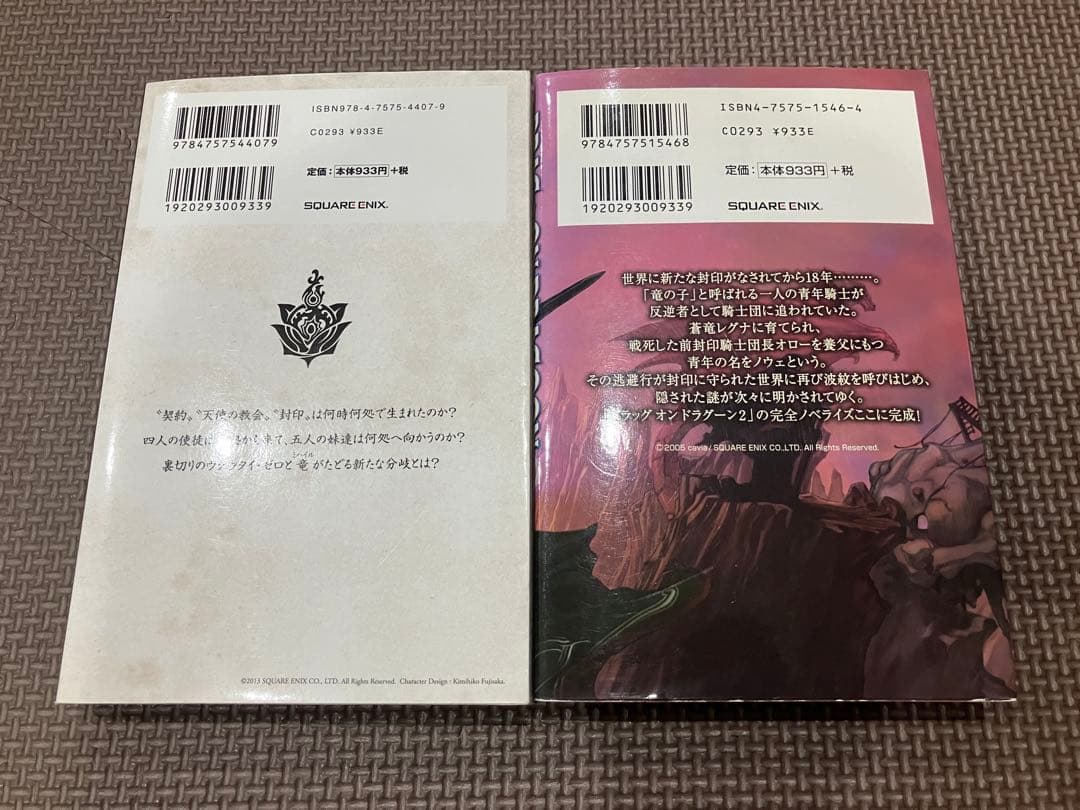 ISBN978-4-7575-4407-9
C0293 ¥933E
9784757544079
定価：本体933円+税
1920293009339
SQUARE ENIX.
〝契約〟〝天使の教会〟〝封印〟は何時何処で生まれたのか?
四人の使徒は て、五人の妹達は何処へ向かうのか?
ミハイル
裏切りのウタウタイ・ゼロと竜がたどる新たな分岐とは?
©2013 SQUARE ENIX CO., LTD. All Rights Reserved. Character Design : Kimihiko Fujisaka.
ISBN4-7575-1546-4
C0293 ¥933E
9784757515468
定価：本体933円+税
1920293009339
SQUARE ENIX.
世界に新たな封印がなされてから18年………。
「竜の子」と呼ばれる一人の青年騎士が
反逆者として騎士団に追われていた。
蒼竜レグナに育てられ、
戦死した前封印騎士団長オローを養父にもつ
青年の名をノウェという。
その逃避行が封印に守られた世界に再び波紋を呼びはじめ、
隠された謎が次々に明かされてゆく。
ラッグ オン ドラグーン2」の完全ノベライズここに完成!
©2005 cavia/ SQUARE ENIX CO.,LTD. All Rights Reserved.